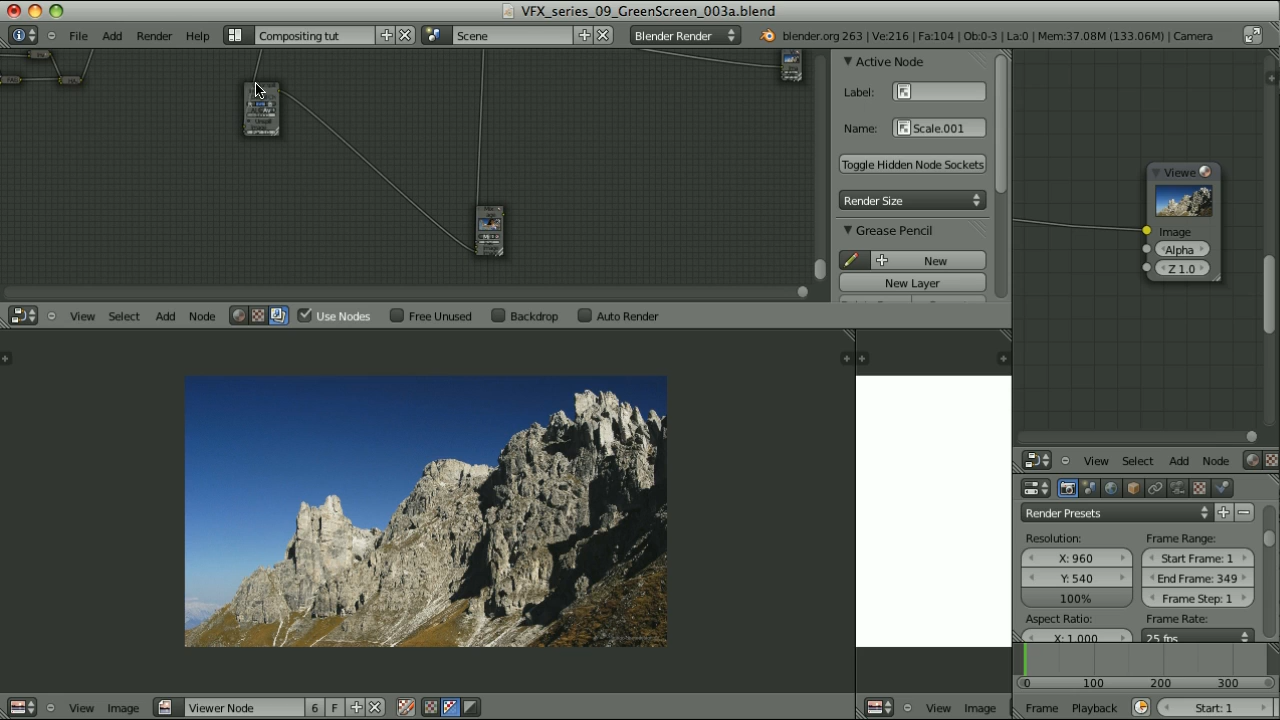 VFX_series_09_GreenScreen_003a.blend
File Add Render Help Compositing tut Scene Blender Render blender.org 263 | Ve:216 | Fa:104 | Ob:0-3 | La:0 | Mem:37.08M (133.06M) | Camera
Active Node
Label:
Name: Scale.001
Toggle Hidden Node Sockets
Render Size
Grease Pencil
New
New Layer
View Select Add Node Use Nodes Free Unused Backdrop Auto Render
Viewe
Image
Alpha
Z 1.0
View Select Add Node
Render Presets
Resolution: Frame Range:
X: 960 Start Frame: 1
Y: 540 End Frame: 349
100% Frame Step: 1
Aspect Ratio: Frame Rate:
X: 1.000 25 fps
0 100 200 300
View Image Viewer Node 6 F View Image Frame Playback Start: 1